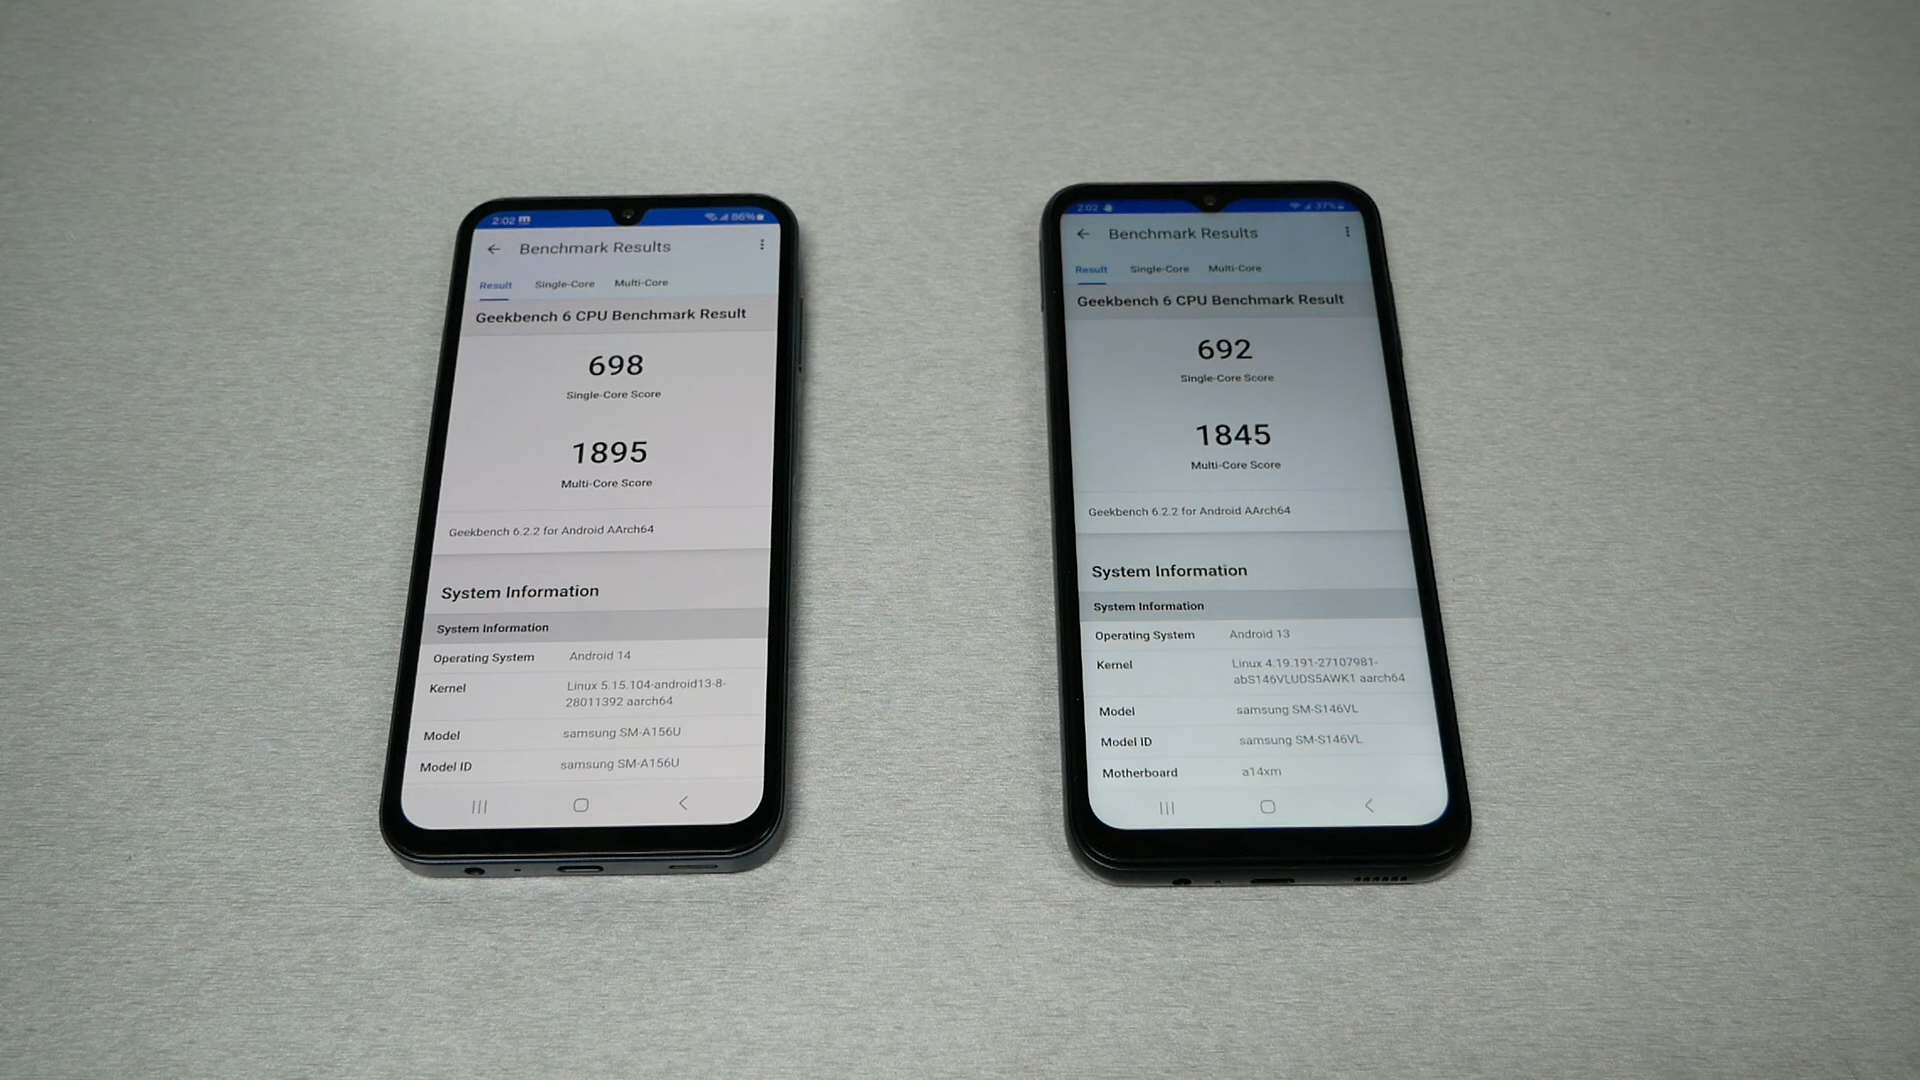 2:02
86%
Benchmark Results
Result Single-Core Multi-Core
Geekbench 6 CPU Benchmark Result
698
Single-Core Score
1895
Multi-Core Score
Geekbench 6.2.2 for Android AArch64
System Information
System Information
Operating System Android 14
Kernel Linux 5.15.104-android13-8-
28011392 aarch64
Model samsung SM-A156U
Model ID samsung SM-A156U
2:02
37%
Benchmark Results
Result Single-Core Multi-Core
Geekbench 6 CPU Benchmark Result
692
Single-Core Score
1845
Multi-Core Score
Geekbench 6.2.2 for Android AArch64
System Information
System Information
Operating System Android 13
Kernel Linux 4.19.191-27107981-
abS146VLUDS5AWK1 aarch64
Model samsung SM-S146VL
Model ID samsung SM-S146VL
Motherboard a14xm